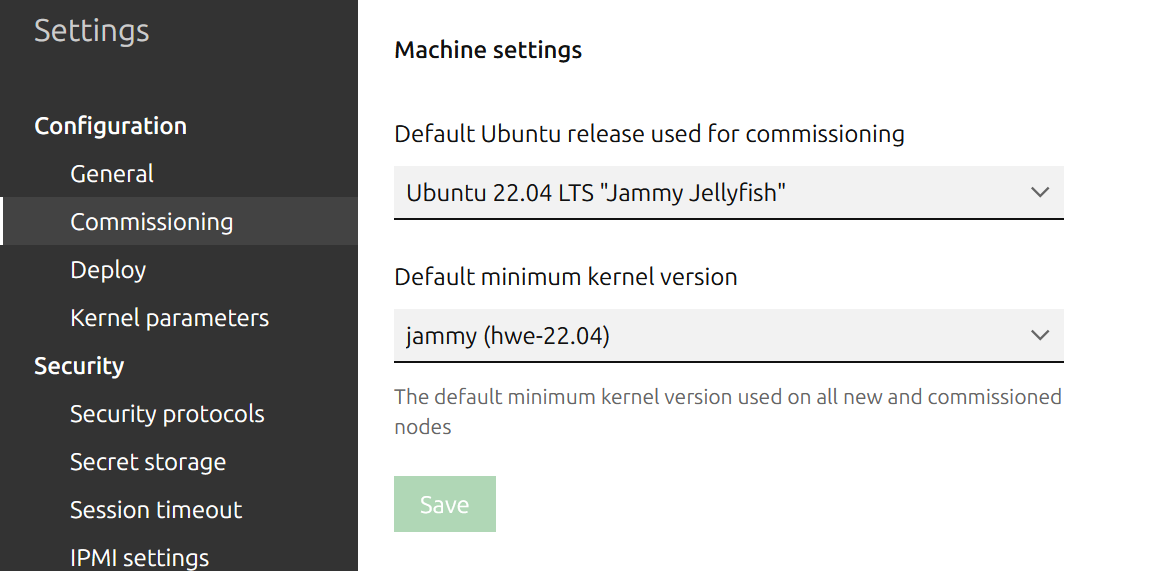 Settings
Configuration
General
Commissioning
Deploy
Kernel parameters
Security
Security protocols
Secret storage
Session timeout
IPMI settings
Machine settings
Default Ubuntu release used for commissioning
Ubuntu 22.04 LTS "Jammy Jellyfish"
Default minimum kernel version
jammy (hwe-22.04)
The default minimum kernel version used on all new and commissioned
nodes
Save